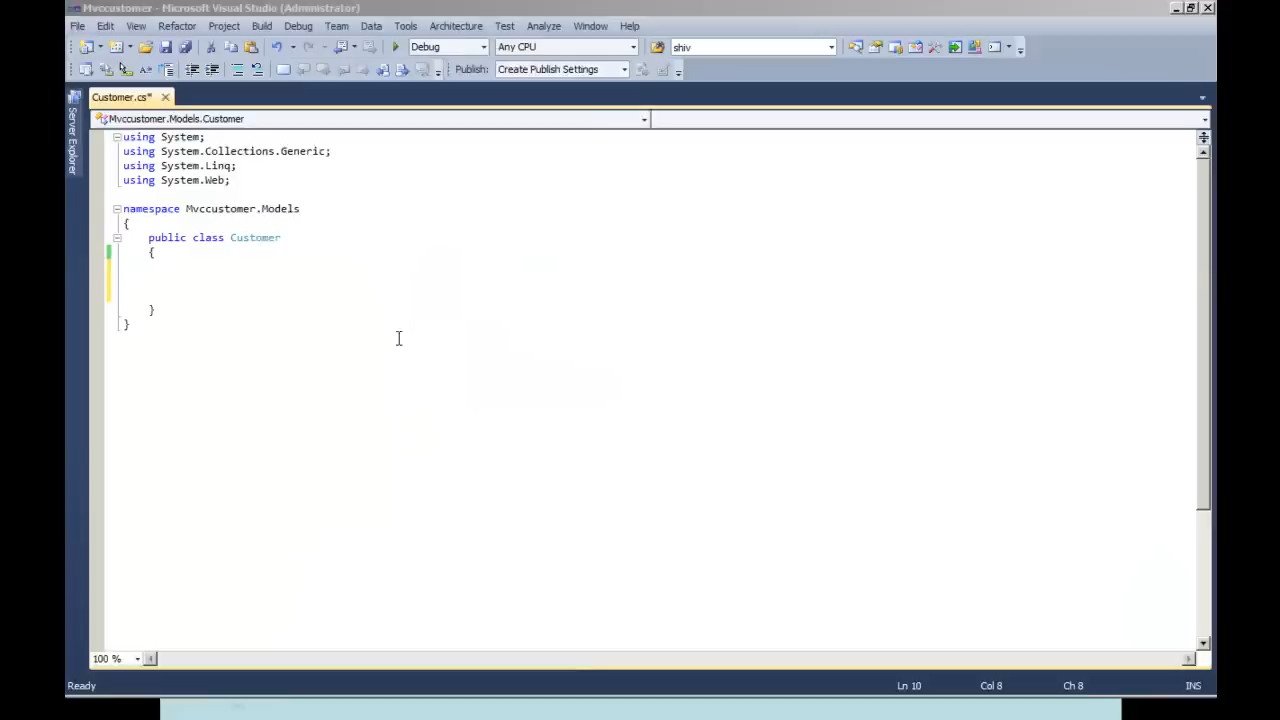 Mvccustomer - Microsoft Visual Studio (Administrator)
File Edit View Refactor Project Build Debug Team Data Tools Architecture Test Analyze Window Help
Debug Any CPU shiv
Publish: Create Publish Settings
Customer.cs*
Mvccustomer.Models.Customer
Server Explorer
using System;
using System.Collections.Generic;
using System.Linq;
using System.Web;
namespace Mvccustomer.Models
{
public class Customer
{
}
}
100 %
Ready Ln 10 Col 8 Ch 8 INS